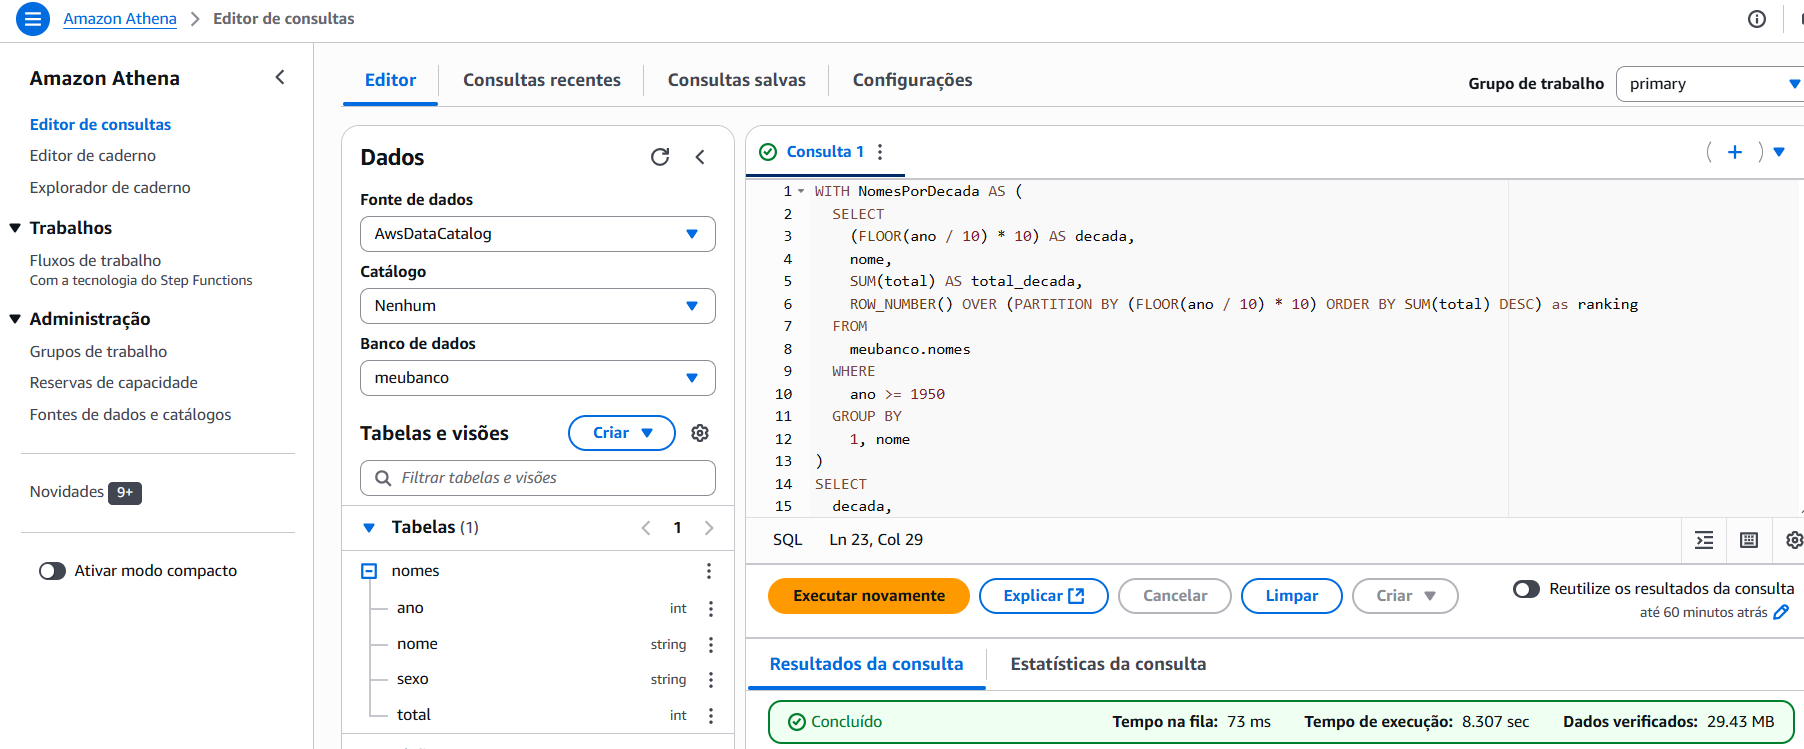 Amazon Athena > Editor de consultas
Amazon Athena
Editor de consultas
Editor de caderno
Explorador de caderno
Trabalhos
Fluxos de trabalho
Com a tecnologia do Step Functions
Administração
Grupos de trabalho
Reservas de capacidade
Fontes de dados e catálogos
Novidades 9+
Ativar modo compacto
Editor
Consultas recentes
Consultas salvas
Configurações
Grupo de trabalho
primary
Dados
Fonte de dados
AwsDataCatalog
Catálogo
Nenhum
Banco de dados
meubanco
Tabelas e visões
Criar
Filtrar tabelas e visões
Tabelas (1)
1
nomes
ano int
nome string
sexo string
total int
Consulta 1
1 WITH NomesPorDecada AS (
2 SELECT
3 (FLOOR(ano / 10) * 10) AS decada,
4 nome,
5 SUM(total) AS total_decada,
6 ROW_NUMBER() OVER (PARTITION BY (FLOOR(ano / 10) * 10) ORDER BY SUM(total) DESC) as ranking
7 FROM
8 meubanco.nomes
9 WHERE
10 ano >= 1950
11 GROUP BY
12 1, nome
13 )
14 SELECT
15 decada,
SQL Ln 23, Col 29
Executar novamente
Explicar
Cancelar
Limpar
Criar
Reutilize os resultados da consulta
até 60 minutos atrás
Resultados da consulta
Estatísticas da consulta
Concluído
Tempo na fila: 73 ms
Tempo de execução: 8.307 sec
Dados verificados: 29.43 MB